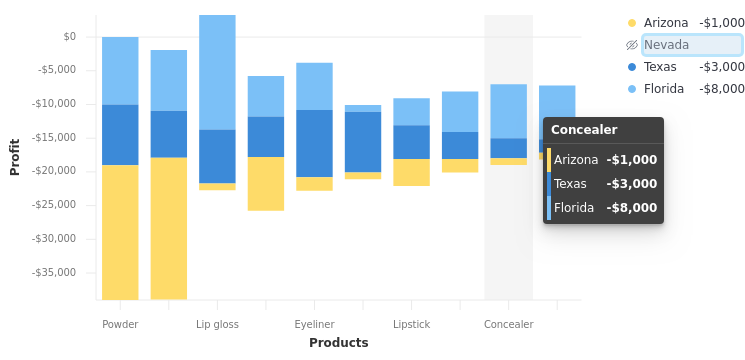 Arizona -$1,000
Nevada
Texas -$3,000
Florida -$8,000
$0
-$5,000
-$10,000
-$15,000
-$20,000
-$25,000
-$30,000
-$35,000
Profit
Concealer
Arizona -$1,000
Texas -$3,000
Florida -$8,000
Powder Lip gloss Eyeliner Lipstick Concealer
Products